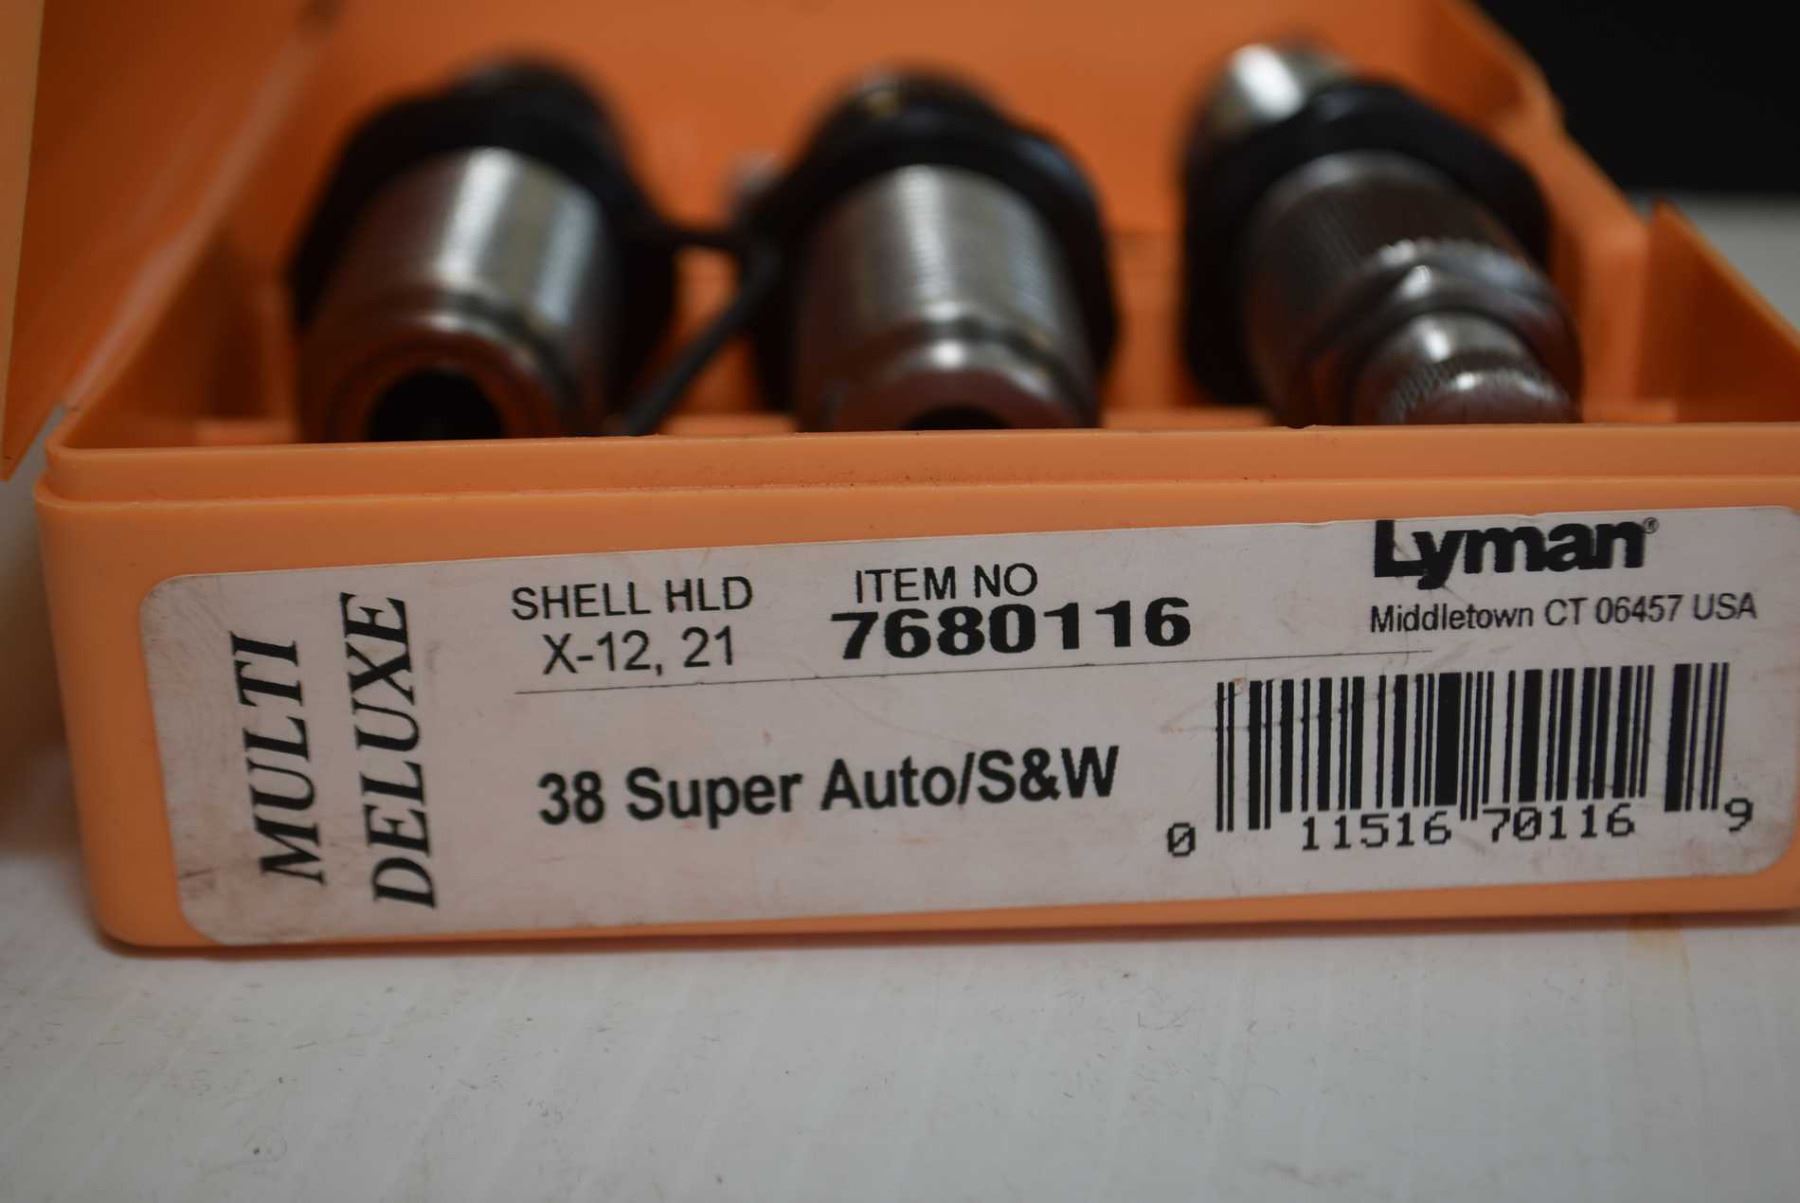 MULTI
DELUXE
SHELL HLD
X-12, 21
ITEM NO
7680116
Lyman®
Middletown CT 06457 USA
38 Super Auto/S&W
0 11516 70116 9